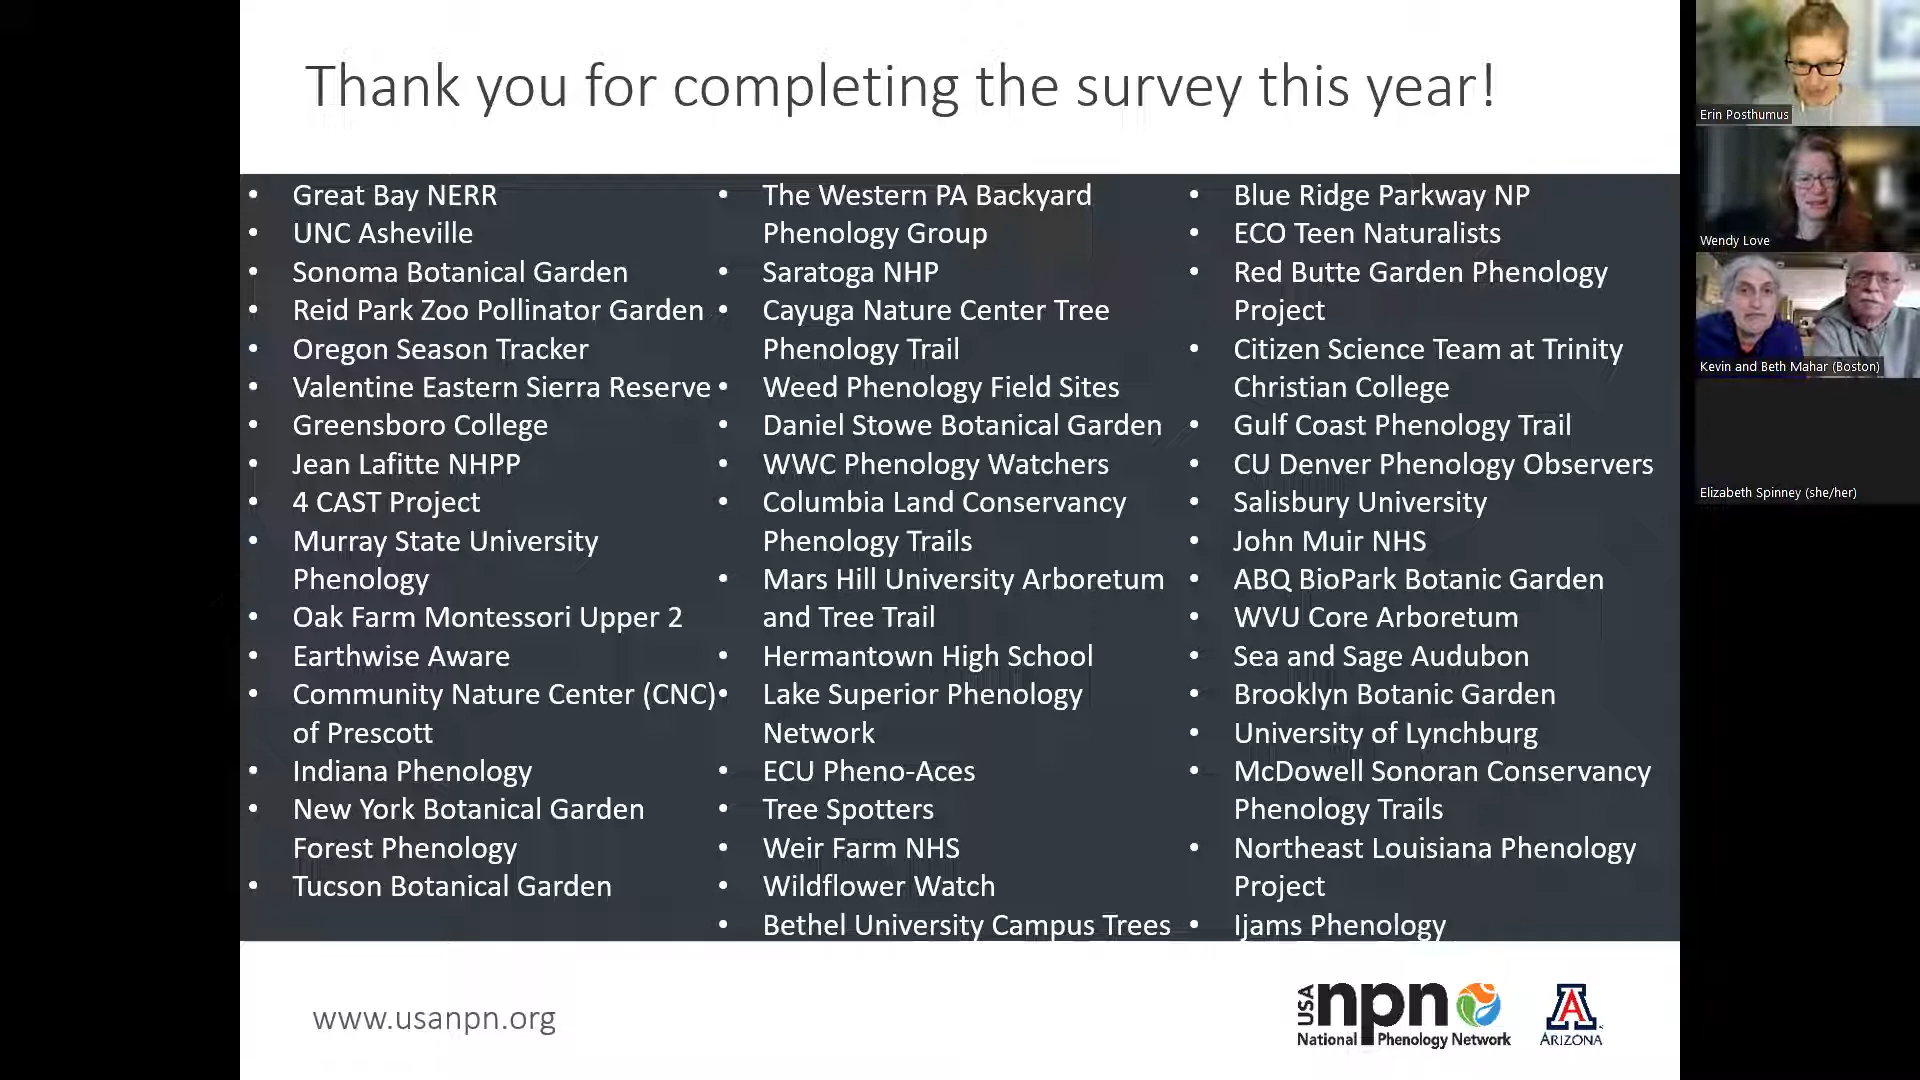 Thank you for completing the survey this year!
• Great Bay NERR
• UNC Asheville
• Sonoma Botanical Garden
• Reid Park Zoo Pollinator Garden
• Oregon Season Tracker
• Valentine Eastern Sierra Reserve
• Greensboro College
• Jean Lafitte NHPP
• 4 CAST Project
• Murray State University
Phenology
• Oak Farm Montessori Upper 2
• Earthwise Aware
• Community Nature Center (CNC)
of Prescott
• Indiana Phenology
• New York Botanical Garden
Forest Phenology
• Tucson Botanical Garden
• The Western PA Backyard
Phenology Group
• Saratoga NHP
• Cayuga Nature Center Tree
Phenology Trail
• Weed Phenology Field Sites
• Daniel Stowe Botanical Garden
• WWC Phenology Watchers
• Columbia Land Conservancy
Phenology Trails
• Mars Hill University Arboretum
and Tree Trail
• Hermantown High School
• Lake Superior Phenology
Network
• ECU Pheno-Aces
• Tree Spotters
• Weir Farm NHS
• Wildflower Watch
• Bethel University Campus Trees
• Blue Ridge Parkway NP
• ECO Teen Naturalists
• Red Butte Garden Phenology
Project
• Citizen Science Team at Trinity
Christian College
• Gulf Coast Phenology Trail
• CU Denver Phenology Observers
• Salisbury University
• John Muir NHS
• ABQ BioPark Botanic Garden
• WVU Core Arboretum
• Sea and Sage Audubon
• Brooklyn Botanic Garden
• University of Lynchburg
• McDowell Sonoran Conservancy
Phenology Trails
• Northeast Louisiana Phenology
Project
• Ijams Phenology
www.usanpn.org
USA npn
National Phenology Network
A
ARIZONA
Erin Posthumus
Wendy Love
Kevin and Beth Mahar (Boston)
Elizabeth Spinney (she/her)